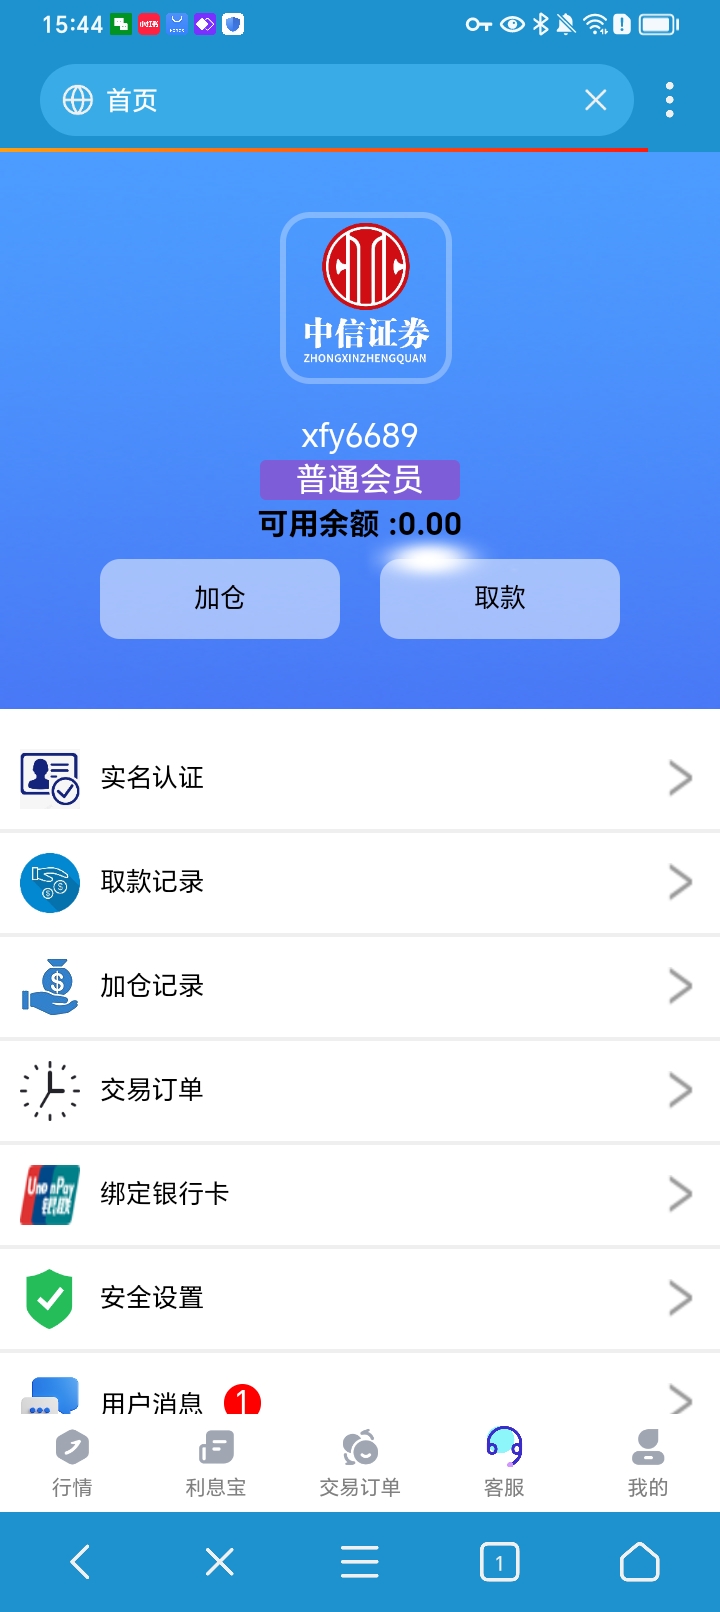 15:44
首页
中信证券
ZHONGXINZHENGQUAN
xfy6689
普通会员
可用余额 :0.00
加仓
取款
实名认证
取款记录
加仓记录
交易订单
UnionPay
银联
绑定银行卡
安全设置
用户消息 1
行情
利息宝
交易订单
客服
我的
1